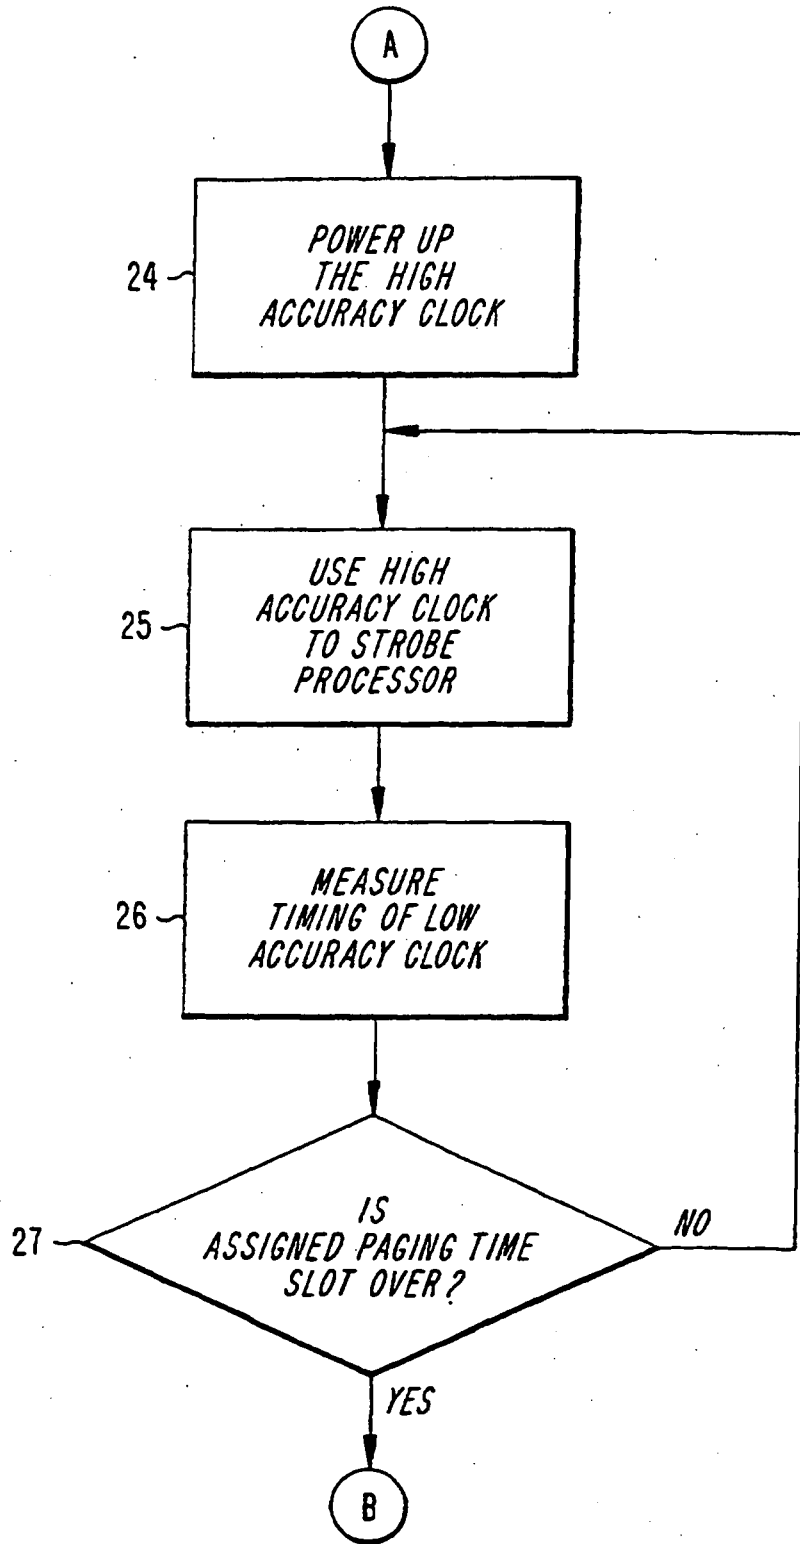 A
24
POWER UP
THE HIGH
ACCURACY CLOCK
25
USE HIGH
ACCURACY CLOCK
TO STROBE
PROCESSOR
26
MEASURE
TIMING OF LOW
ACCURACY CLOCK
27
IS
ASSIGNED PAGING TIME
SLOT OVER?
NO
YES
B